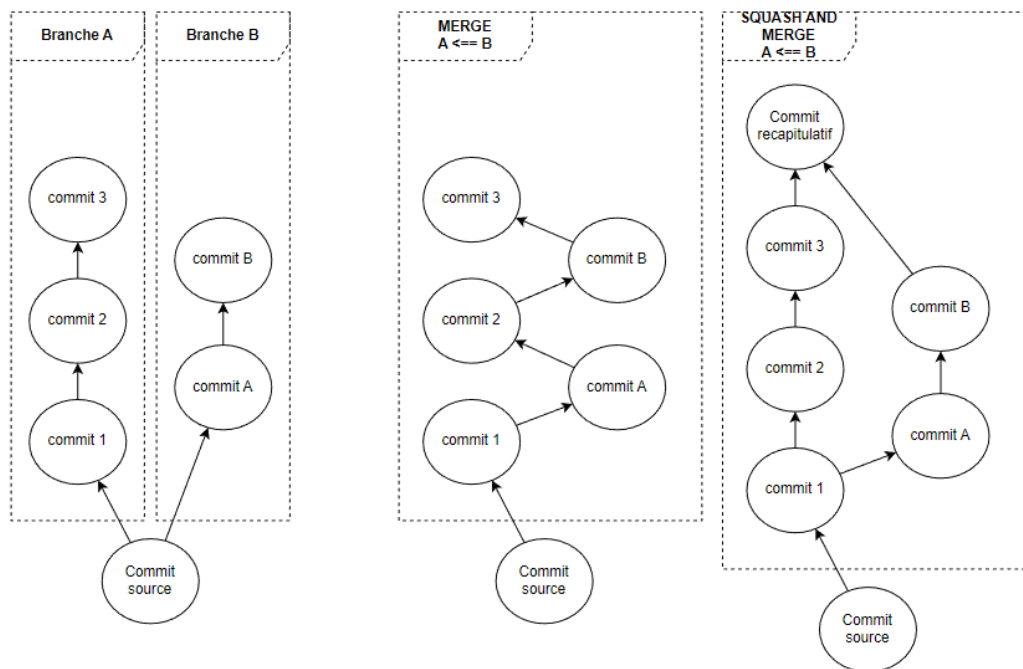 Branche A
Branche B
commit 3
commit 2
commit 1
commit B
commit A
Commit
source
MERGE
A <== B
commit 3
commit B
commit 2
commit A
commit 1
Commit
source
SQUASH AND
MERGE
A <== B
Commit
recapitulatif
commit 3
commit B
commit 2
commit A
commit 1
Commit
source